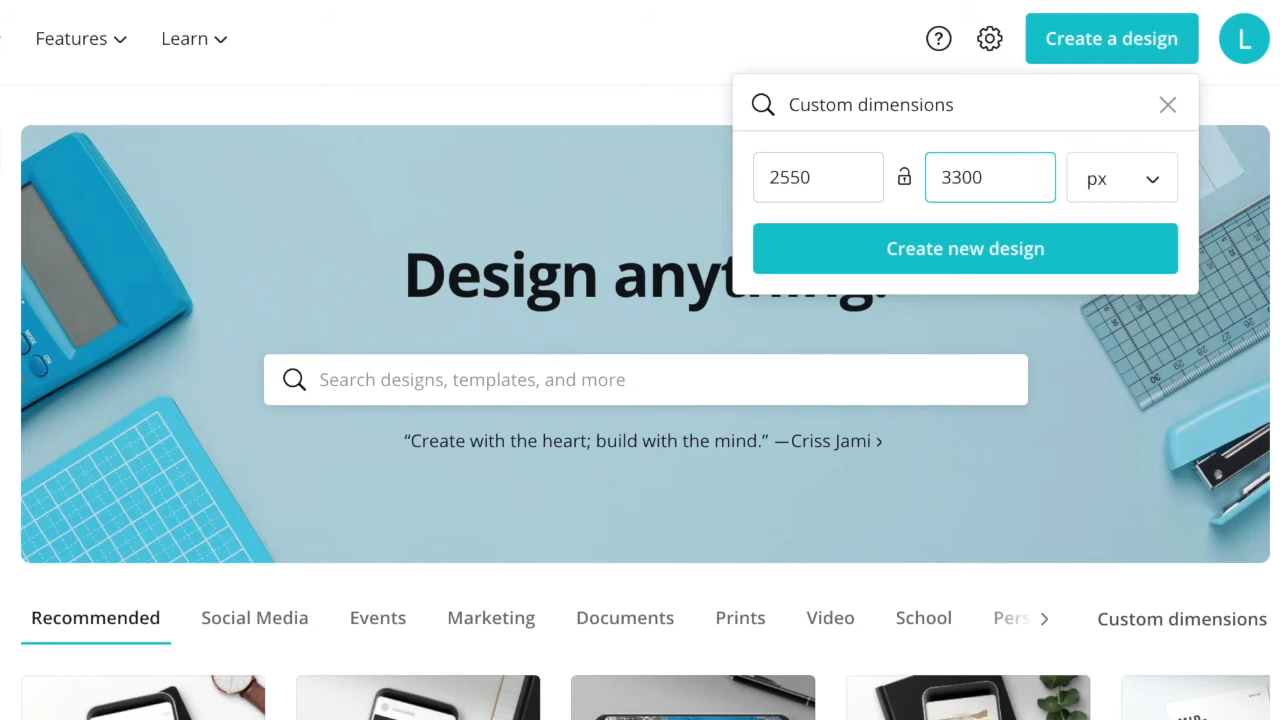 Features
Learn
Create a design
L
Custom dimensions
2550
3300
px
Create new design
Design anything.
Search designs, templates, and more
“Create with the heart; build with the mind.” —Criss Jami ›
Recommended
Social Media
Events
Marketing
Documents
Prints
Video
School
Pers
Custom dimensions